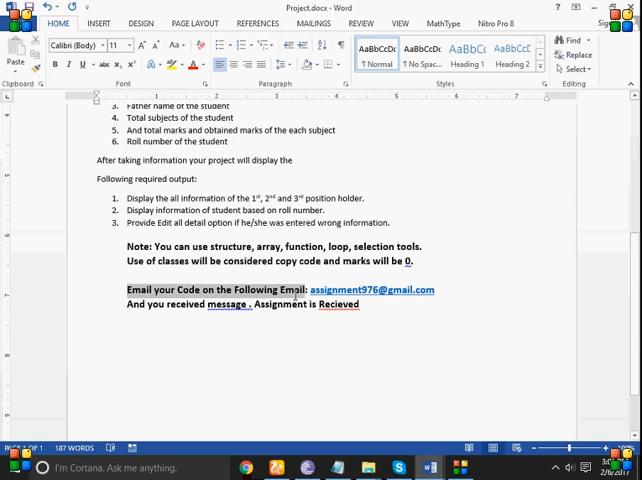 Project.docx - Word
HOME INSERT DESIGN PAGE LAYOUT REFERENCES MAILINGS REVIEW VIEW MathType Nitro Pro 8
Calibri (Body) 11
AaBbCcDc AaBbCcDc AaBbCc AaBbCcD
¶ Normal ¶ No Spac... Heading 1 Heading 2
Find
Replace
Select
Paste
Clipboard Font Paragraph Styles Editing
3. Father name of the student
4. Total subjects of the student
5. And total marks and obtained marks of the each subject
6. Roll number of the student
After taking information your project will display the
Following required output:
1. Display the all information of the 1st, 2nd and 3rd position holder.
2. Display information of student based on roll number.
3. Provide Edit all detail option if he/she was entered wrong information.
Note: You can use structure, array, function, loop, selection tools.
Use of classes will be considered copy code and marks will be 0.
Email your Code on the Following Email: assignment976@gmail.com
And you received message . Assignment is Recieved
PAGE 1 OF 1 187 WORDS
I'm Cortana. Ask me anything.